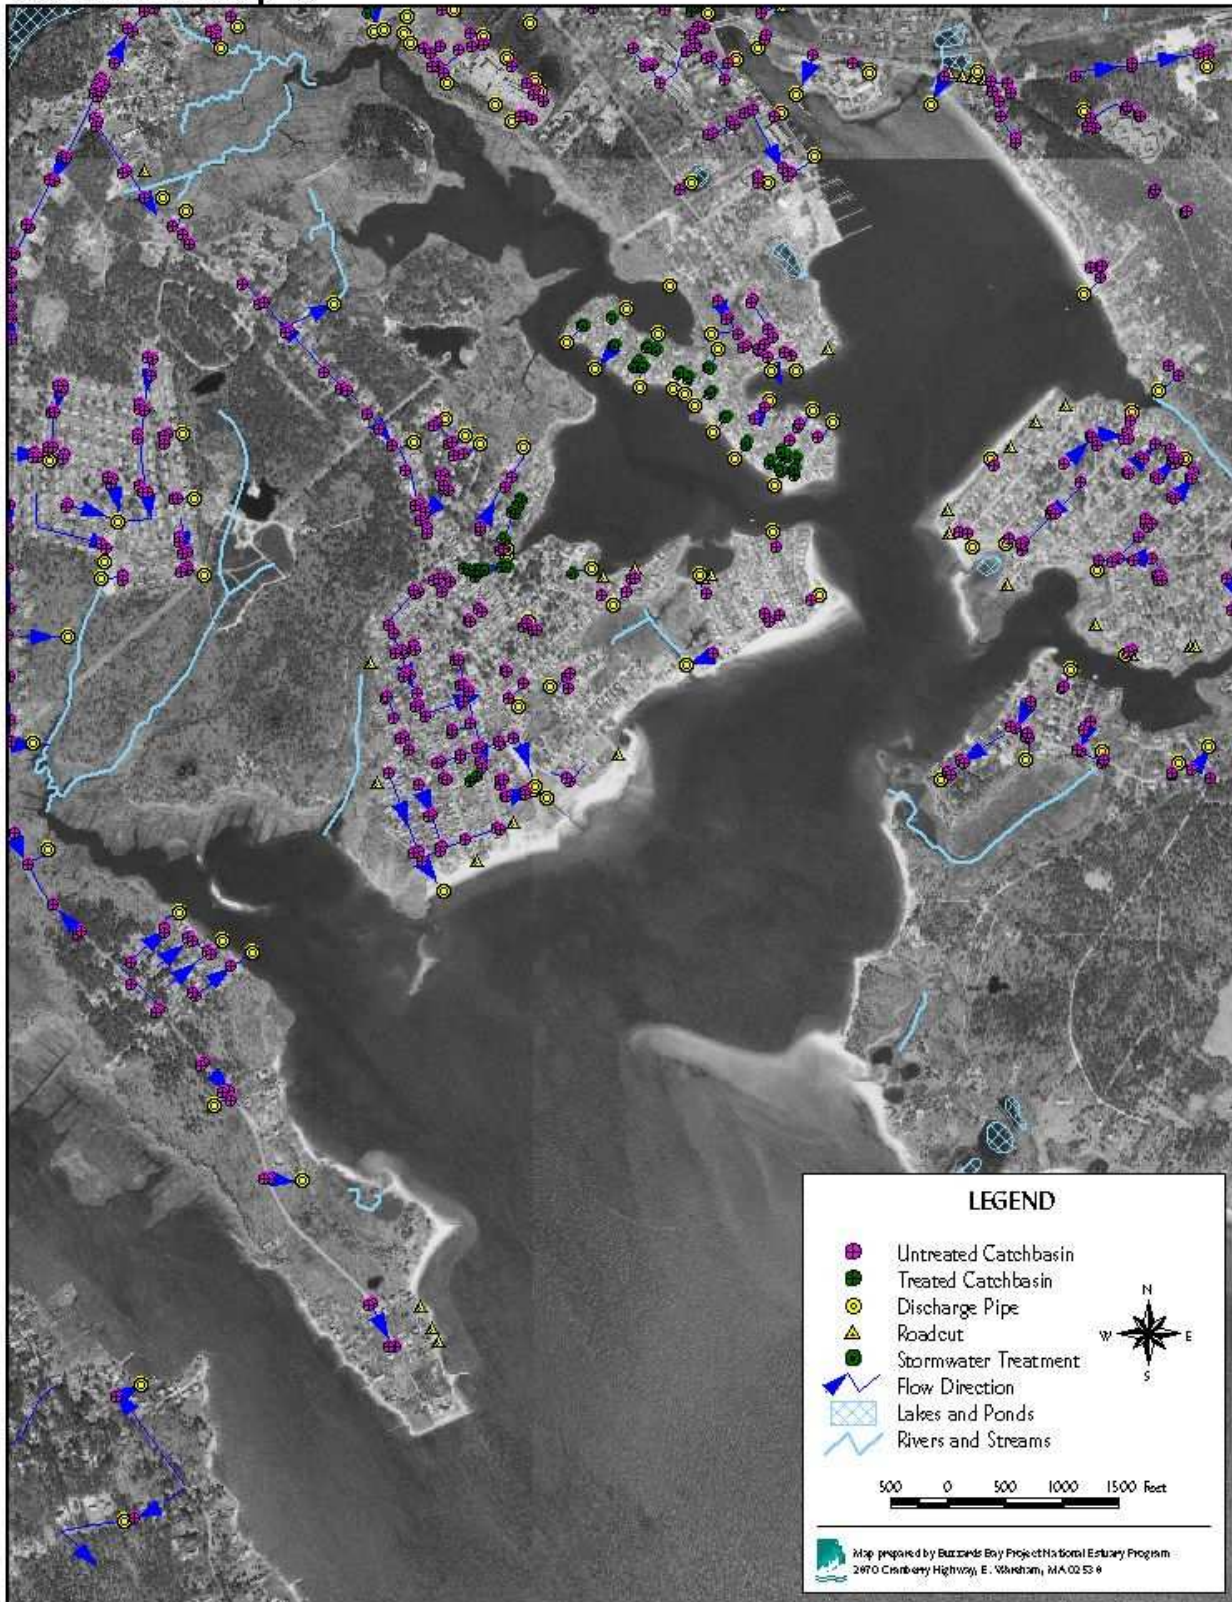 LEGEND
Untreated Catchbasin
Treated Catchbasin
Discharge Pipe
Roadcut
Stormwater Treatment
Flow Direction
Lakes and Ponds
Rivers and Streams
N
W E
S
500 0 500 1000 1500 Feet
Map prepared by Buzzards Bay Project National Estuary Program
2870 Cranberry Highway, E. Wareham, MA 02538